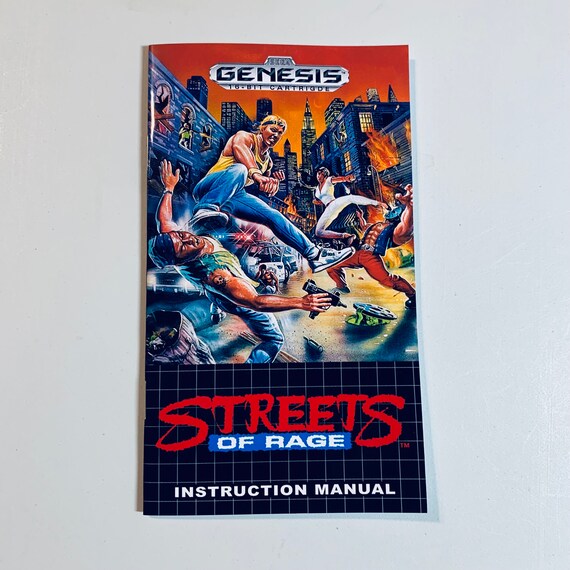 SEGA
GENESIS
16-BIT CARTRIDGE
STREETS
OF RAGE
TM
INSTRUCTION MANUAL